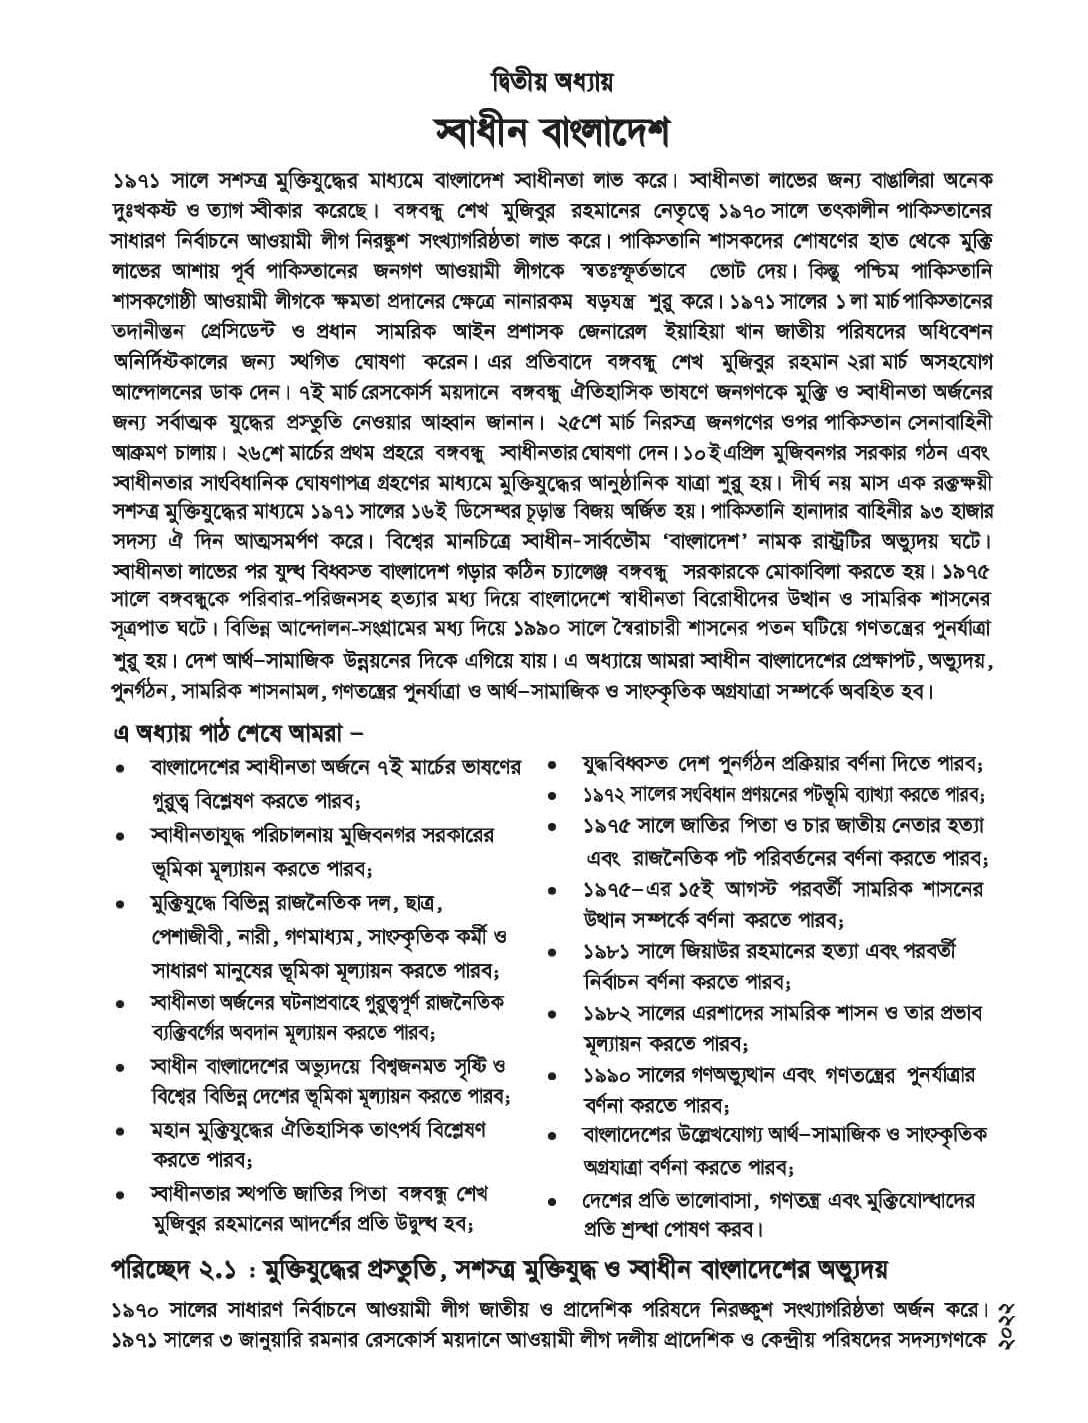 দ্বিতীয় অধ্যায়
স্বাধীন বাংলাদেশ
১৯৭১ সালে সশস্ত্র মুক্তিযুদ্ধের মাধ্যমে বাংলাদেশ স্বাধীনতা লাভ করে। স্বাধীনতা লাভের জন্য বাঙালিরা অনেক
দুঃখকষ্ট ও ত্যাগ স্বীকার করেছে। বঙ্গবন্ধু শেখ মুজিবুর রহমানের নেতৃত্বে ১৯৭০ সালে তৎকালীন পাকিস্তানের
সাধারণ নির্বাচনে আওয়ামী লীগ নিরঙ্কুশ সংখ্যাগরিষ্ঠতা লাভ করে। পাকিস্তানি শাসকদের শোষণের হাত থেকে মুক্তি
লাভের আশায় পূর্ব পাকিস্তানের জনগণ আওয়ামী লীগকে স্বতঃস্ফূর্তভাবে ভোট দেয়। কিন্তু পশ্চিম পাকিস্তানি
শাসকগোষ্ঠী আওয়ামী লীগকে ক্ষমতা প্রদানের ক্ষেত্রে নানারকম ষড়যন্ত্র শুরু করে। ১৯৭১ সালের ১ লা মার্চ পাকিস্তানের
তদানীন্তন প্রেসিডেন্ট ও প্রধান সামরিক আইন প্রশাসক জেনারেল ইয়াহিয়া খান জাতীয় পরিষদের অধিবেশন
অনির্দিষ্টকালের জন্য স্থগিত ঘোষণা করেন। এর প্রতিবাদে বঙ্গবন্ধু শেখ মুজিবুর রহমান ২রা মার্চ অসহযোগ
আন্দোলনের ডাক দেন। ৭ই মার্চ রেসকোর্স ময়দানে বঙ্গবন্ধু ঐতিহাসিক ভাষণে জনগণকে মুক্তি ও স্বাধীনতা অর্জনের
জন্য সর্বাত্মক যুদ্ধের প্রস্তুতি নেওয়ার আহ্বান জানান। ২৫শে মার্চ নিরস্ত্র জনগণের ওপর পাকিস্তান সেনাবাহিনী
আক্রমণ চালায়। ২৬শে মার্চের প্রথম প্রহরে বঙ্গবন্ধু স্বাধীনতার ঘোষণা দেন। ১০ই এপ্রিল মুজিবনগর সরকার গঠন এবং
স্বাধীনতার সাংবিধানিক ঘোষণাপত্র গ্রহণের মাধ্যমে মুক্তিযুদ্ধের আনুষ্ঠানিক যাত্রা শুরু হয়। দীর্ঘ নয় মাস এক রক্তক্ষয়ী
সশস্ত্র মুক্তিযুদ্ধের মাধ্যমে ১৯৭১ সালের ১৬ই ডিসেম্বর চূড়ান্ত বিজয় অর্জিত হয়। পাকিস্তানি হানাদার বাহিনীর ৯৩ হাজার
সদস্য ঐ দিন আত্মসমর্পণ করে। বিশ্বের মানচিত্রে স্বাধীন-সার্বভৌম ‘বাংলাদেশ’ নামক রাষ্ট্রটির অভ্যুদয় ঘটে।
স্বাধীনতা লাভের পর যুদ্ধ বিধ্বস্ত বাংলাদেশ গড়ার কঠিন চ্যালেঞ্জ বঙ্গবন্ধু সরকারকে মোকাবিলা করতে হয়। ১৯৭৫
সালে বঙ্গবন্ধুকে পরিবার-পরিজনসহ হত্যার মধ্য দিয়ে বাংলাদেশে স্বাধীনতা বিরোধীদের উত্থান ও সামরিক শাসনের
সূত্রপাত ঘটে। বিভিন্ন আন্দোলন-সংগ্রামের মধ্য দিয়ে ১৯৯০ সালে স্বৈরাচারী শাসনের পতন ঘটিয়ে গণতন্ত্রের পুনর্যাত্রা
শুরু হয়। দেশ আর্থ–সামাজিক উন্নয়নের দিকে এগিয়ে যায়। এ অধ্যায়ে আমরা স্বাধীন বাংলাদেশের প্রেক্ষাপট, অভ্যুদয়,
পুনর্গঠন, সামরিক শাসনামল, গণতন্ত্রের পুনর্যাত্রা ও আর্থ–সামাজিক ও সাংস্কৃতিক অগ্রযাত্রা সম্পর্কে অবহিত হব।
এ অধ্যায় পাঠ শেষে আমরা –
• বাংলাদেশের স্বাধীনতা অর্জনে ৭ই মার্চের ভাষণের
গুরুত্ব বিশ্লেষণ করতে পারব;
• স্বাধীনতাযুদ্ধ পরিচালনায় মুজিবনগর সরকারের
ভূমিকা মূল্যায়ন করতে পারব;
• মুক্তিযুদ্ধে বিভিন্ন রাজনৈতিক দল, ছাত্র,
পেশাজীবী, নারী, গণমাধ্যম, সাংস্কৃতিক কর্মী ও
সাধারণ মানুষের ভূমিকা মূল্যায়ন করতে পারব;
• স্বাধীনতা অর্জনের ঘটনাপ্রবাহে গুরুত্বপূর্ণ রাজনৈতিক
ব্যক্তিবর্গের অবদান মূল্যায়ন করতে পারব;
• স্বাধীন বাংলাদেশের অভ্যুদয়ে বিশ্বজনমত সৃষ্টি ও
বিশ্বের বিভিন্ন দেশের ভূমিকা মূল্যায়ন করতে পারব;
• মহান মুক্তিযুদ্ধের ঐতিহাসিক তাৎপর্য বিশ্লেষণ
করতে পারব;
• স্বাধীনতার স্থপতি জাতির পিতা বঙ্গবন্ধু শেখ
মুজিবুর রহমানের আদর্শের প্রতি উদ্বুদ্ধ হব;
• যুদ্ধবিধ্বস্ত দেশ পুনর্গঠন প্রক্রিয়ার বর্ণনা দিতে পারব;
• ১৯৭২ সালের সংবিধান প্রণয়নের পটভূমি ব্যাখ্যা করতে পারব;
• ১৯৭৫ সালে জাতির পিতা ও চার জাতীয় নেতার হত্যা
এবং রাজনৈতিক পট পরিবর্তনের বর্ণনা করতে পারব;
• ১৯৭৫–এর ১৫ই আগস্ট পরবর্তী সামরিক শাসনের
উত্থান সম্পর্কে বর্ণনা করতে পারব;
• ১৯৮১ সালে জিয়াউর রহমানের হত্যা এবং পরবর্তী
নির্বাচন বর্ণনা করতে পারব;
• ১৯৮২ সালের এরশাদের সামরিক শাসন ও তার প্রভাব
মূল্যায়ন করতে পারব;
• ১৯৯০ সালের গণঅভ্যুত্থান এবং গণতন্ত্রের পুনর্যাত্রার
বর্ণনা করতে পারব;
• বাংলাদেশের উল্লেখযোগ্য আর্থ–সামাজিক ও সাংস্কৃতিক
অগ্রযাত্রা বর্ণনা করতে পারব;
• দেশের প্রতি ভালোবাসা, গণতন্ত্র এবং মুক্তিযোদ্ধাদের
প্রতি শ্রদ্ধা পোষণ করব।
পরিচ্ছেদ ২.১ : মুক্তিযুদ্ধের প্রস্তুতি, সশস্ত্র মুক্তিযুদ্ধ ও স্বাধীন বাংলাদেশের অভ্যুদয়
১৯৭০ সালের সাধারণ নির্বাচনে আওয়ামী লীগ জাতীয় ও প্রাদেশিক পরিষদে নিরঙ্কুশ সংখ্যাগরিষ্ঠতা অর্জন করে।
১৯৭১ সালের ৩ জানুয়ারি রমনার রেসকোর্স ময়দানে আওয়ামী লীগ দলীয় প্রাদেশিক ও কেন্দ্রীয় পরিষদের সদস্যগণকে
২০২২